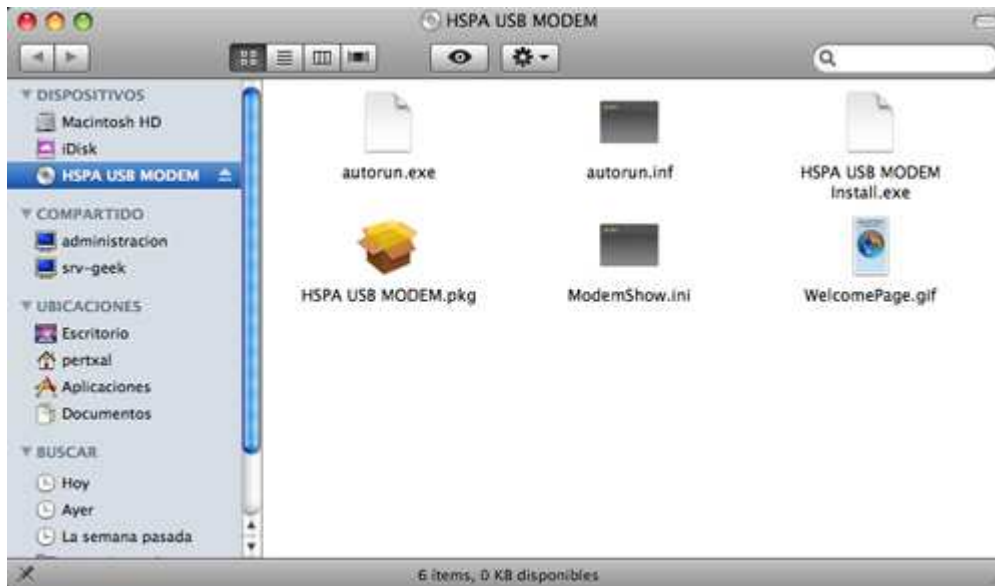 HSPA USB MODEM
DISPOSITIVOS
Macintosh HD
iDisk
HSPA USB MODEM
COMPARTIDO
administracion
srv-geek
UBICACIONES
Escritorio
pertxal
Aplicaciones
Documentos
BUSCAR
Hoy
Ayer
La semana pasada
autorun.exe
autorun.inf
HSPA USB MODEM
Install.exe
HSPA USB MODEM.pkg
ModemShow.ini
WelcomePage.gif
6 items, 0 KB disponibles